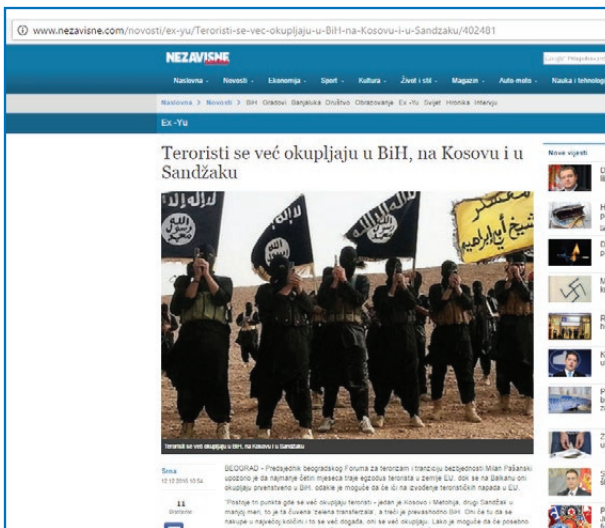 www.nezavisne.com/novosti/ex-yu/Teroristi-se-vec-okupljaju-u-BiH-na-Kosovu-i-u-Sandzaku/402481
NEZAVISNE
Naslovna Novosti Ekonomija Sport Kultura Život i stil Magazin Auto-moto Nauka i tehnologi
Naslovna > Novosti > BiH Gradovi Banjaluka Društvo Obrazovanje Ex-Yu Svijet Hronika Intervju
Ex-Yu
Teroristi se već okupljaju u BiH, na Kosovu i u
Sandžaku
Teroristi se već okupljaju u BiH, na Kosovu i u Sandžaku
Srna
BEOGRAD - Predsjednik beogradskog Foruma za terorizam i tranziciju bezbjednosti Milan Pašanski
upozorio je da najmanje četiri mjeseca traje egzodus terorista u zemlje EU, dok se na Balkanu oni
okupljaju prvenstveno u BiH, odakle je moguće da će ići na izvođenje terorističkih napada u EU.
"Postoje tri punkta gdje se već okupljaju teroristi - jedan je Kosovo i Metohija, drugi Sandžak u
manjoj meri, to je ta čuvena 'zelena transferzala', a treći je prevashodno BiH. Oni će tu da se
nakupe u najvećoj količini i to se već događa, oni se već okupljaju. Lako je moguće da će posebno
Nove vijesti